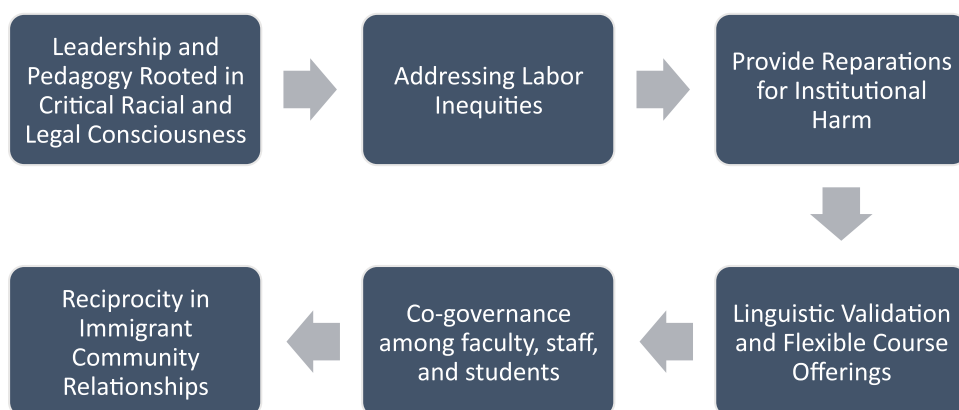 Leadership and
Pedagogy Rooted in
Critical Racial and
Legal Consciousness
Addressing Labor
Inequities
Provide Reparations
for Institutional
Harm
Linguistic Validation
and Flexible Course
Offerings
Co-governance
among faculty, staff,
and students
Reciprocity in
Immigrant
Community
Relationships